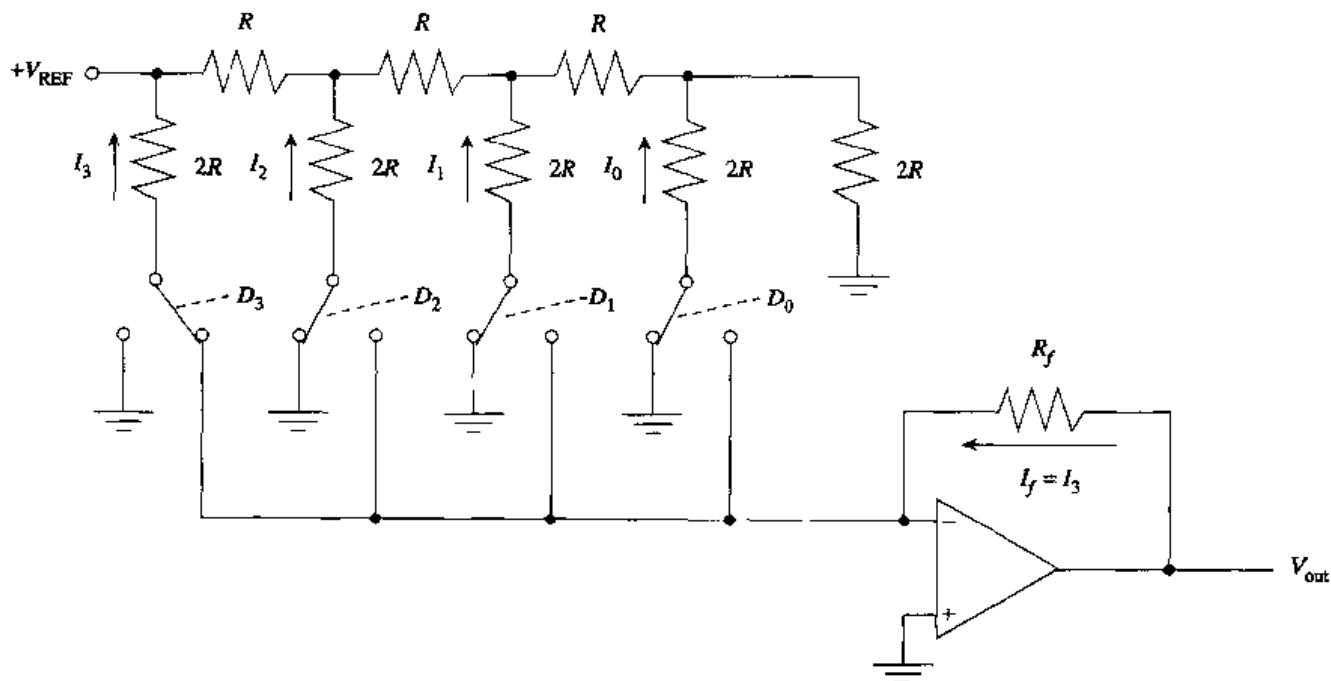 R R R
+V_REF
I_3 2R I_2 2R I_1 2R I_0 2R 2R
D_3 D_2 D_1 D_0
R_f
I_f = I_3
−
+
V_out